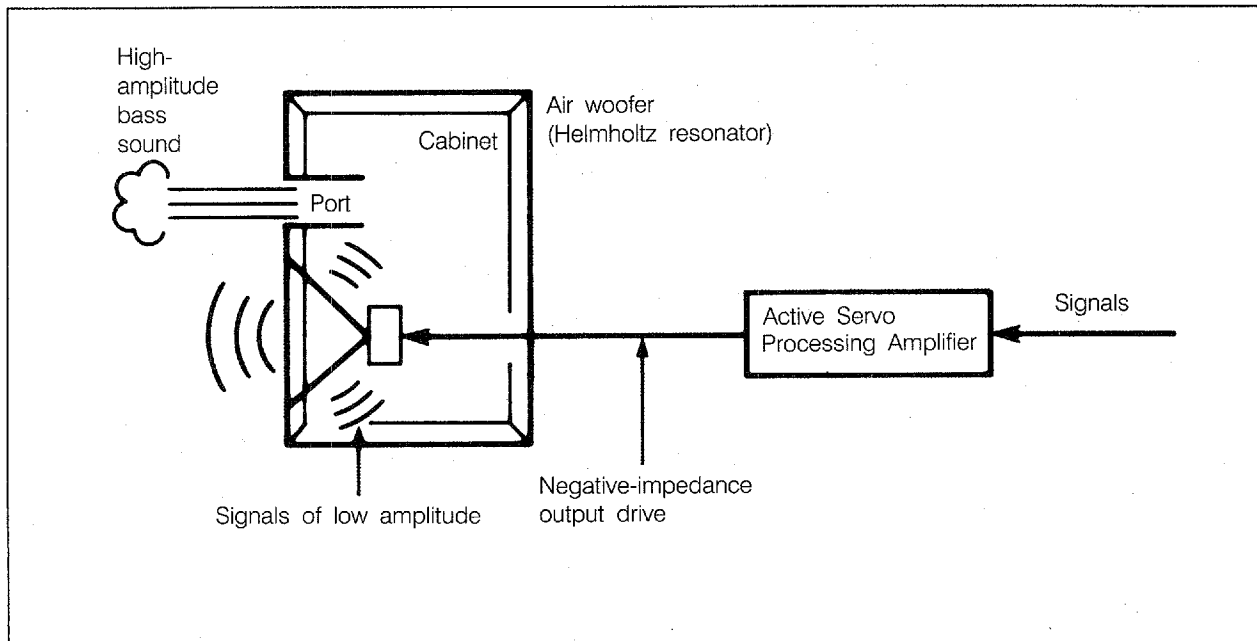 High-
amplitude
bass
sound
Air woofer
(Helmholtz resonator)
Cabinet
Port
Signals
Active Servo
Processing Amplifier
Negative-impedance
output drive
Signals of low amplitude